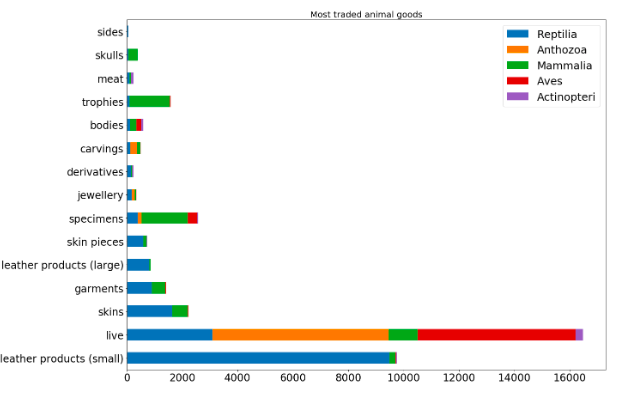 Most traded animal goods
sides
skulls
meat
trophies
bodies
carvings
derivatives
jewellery
specimens
skin pieces
leather products (large)
garments
skins
live
leather products (small)
0 2000 4000 6000 8000 10000 12000 14000 16000
Reptilia
Anthozoa
Mammalia
Aves
Actinopteri